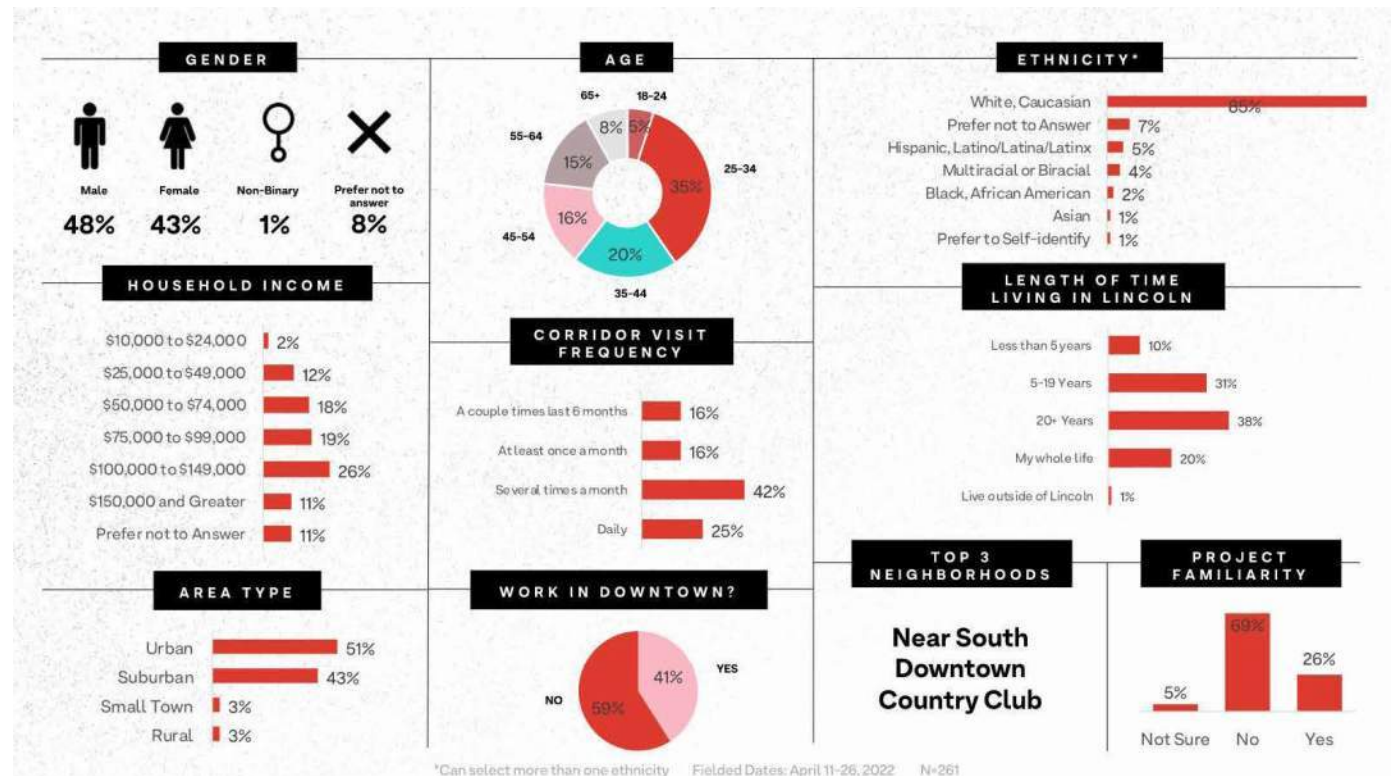 GENDER
Male
Female
Non-Binary
Prefer not to
answer
48%
43%
1%
8%
HOUSEHOLD INCOME
$10,000 to $24,000 2%
$25,000 to $49,000 12%
$50,000 to $74,000 18%
$75,000 to $99,000 19%
$100,000 to $149,000 26%
$150,000 and Greater 11%
Prefer not to Answer 11%
AREA TYPE
Urban 51%
Suburban 43%
Small Town 3%
Rural 3%
AGE
65+
18-24
8%
5%
55-64
15%
25-34
35%
45-54
16%
20%
35-44
CORRIDOR VISIT
FREQUENCY
A couple times last 6 months 16%
At least once a month 16%
Several times a month 42%
Daily 25%
WORK IN DOWNTOWN?
YES
41%
NO
59%
ETHNICITY*
White, Caucasian 85%
Prefer not to Answer 7%
Hispanic, Latino/Latina/Latinx 5%
Multiracial or Biracial 4%
Black, African American 2%
Asian 1%
Prefer to Self-identify 1%
LENGTH OF TIME
LIVING IN LINCOLN
Less than 5 years 10%
5-19 Years 31%
20+ Years 38%
My whole life 20%
Live outside of Lincoln 1%
TOP 3
NEIGHBORHOODS
Near South
Downtown
Country Club
PROJECT
FAMILIARITY
5%
69%
26%
Not Sure
No
Yes
*Can select more than one ethnicity Fielded Dates: April 11-26, 2022 N=261